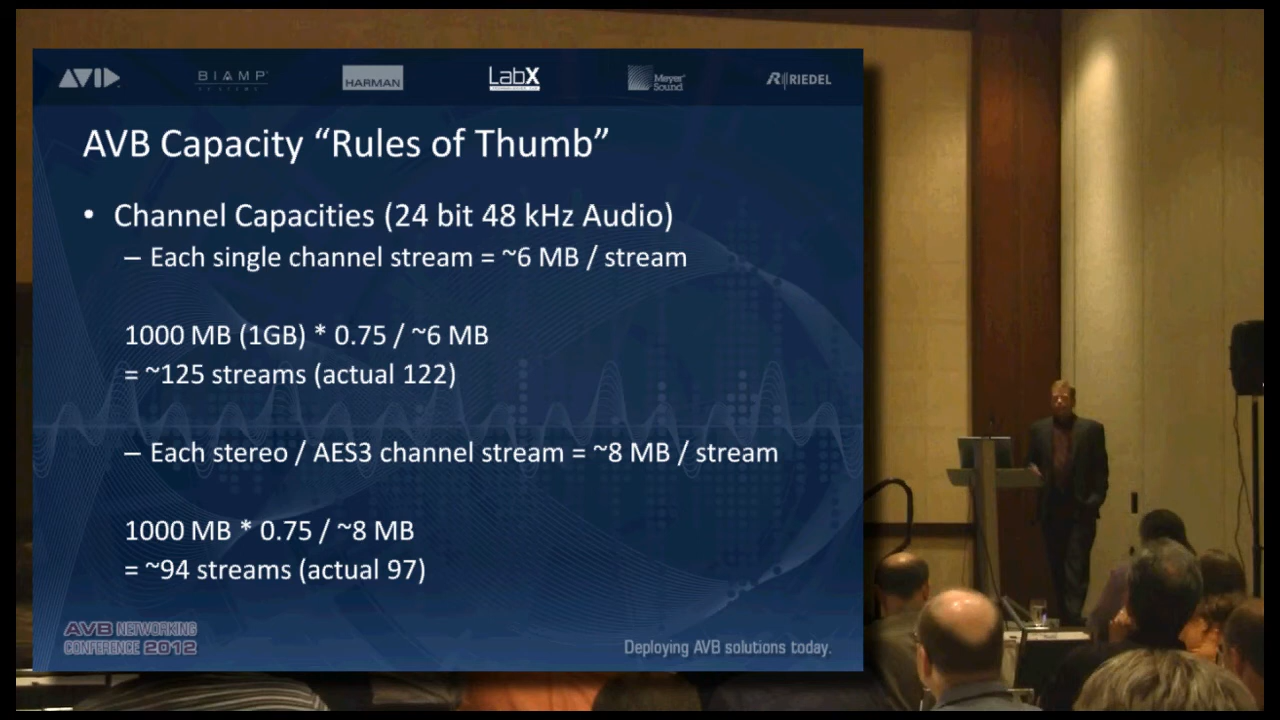 AVID
BIAMP
SYSTEMS
HARMAN
LabX
Meyer Sound
RIEDEL
AVB Capacity “Rules of Thumb”
• Channel Capacities (24 bit 48 kHz Audio)
– Each single channel stream = ~6 MB / stream
1000 MB (1GB) * 0.75 / ~6 MB
= ~125 streams (actual 122)
– Each stereo / AES3 channel stream = ~8 MB / stream
1000 MB * 0.75 / ~8 MB
= ~94 streams (actual 97)
AVB NETWORKING
CONFERENCE 2012
Deploying AVB solutions today.